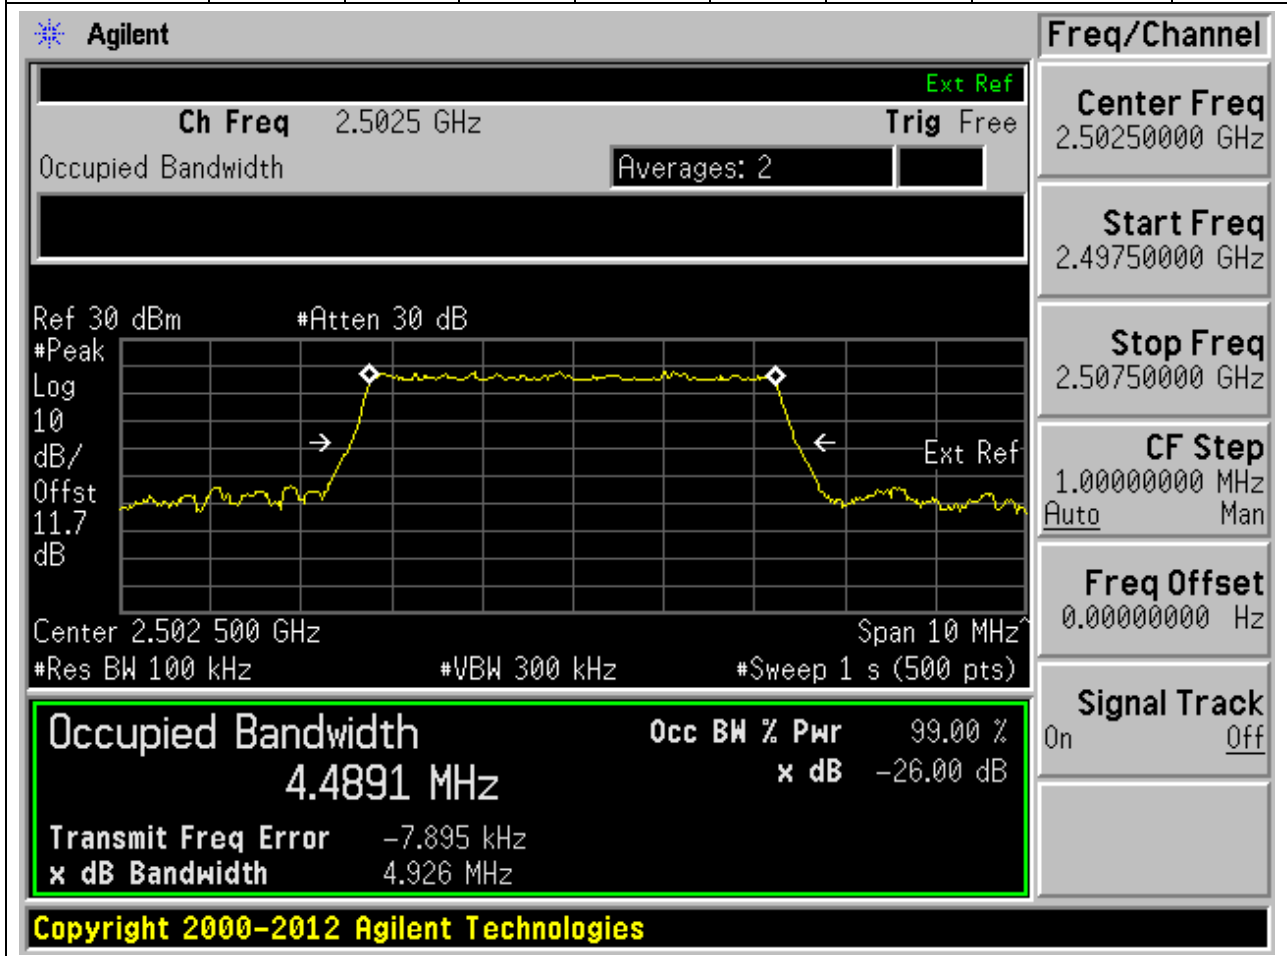 Agilent
Freq/Channel
Ext Ref
Ch Freq 2.5025 GHz Trig Free
Occupied Bandwidth Averages: 2
Center Freq
2.50250000 GHz
Start Freq
2.49750000 GHz
Stop Freq
2.50750000 GHz
CF Step
1.00000000 MHz
Auto Man
Freq Offset
0.00000000 Hz
Signal Track
On Off
Ref 30 dBm #Atten 30 dB
#Peak
Log
10
dB/
Offst
11.7
dB
Ext Ref
Center 2.502 500 GHz Span 10 MHz^
#Res BW 100 kHz #VBW 300 kHz #Sweep 1 s (500 pts)
Occupied Bandwidth
4.4891 MHz
Occ BW % Pwr 99.00 %
x dB -26.00 dB
Transmit Freq Error -7.895 kHz
x dB Bandwidth 4.926 MHz
Copyright 2000-2012 Agilent Technologies